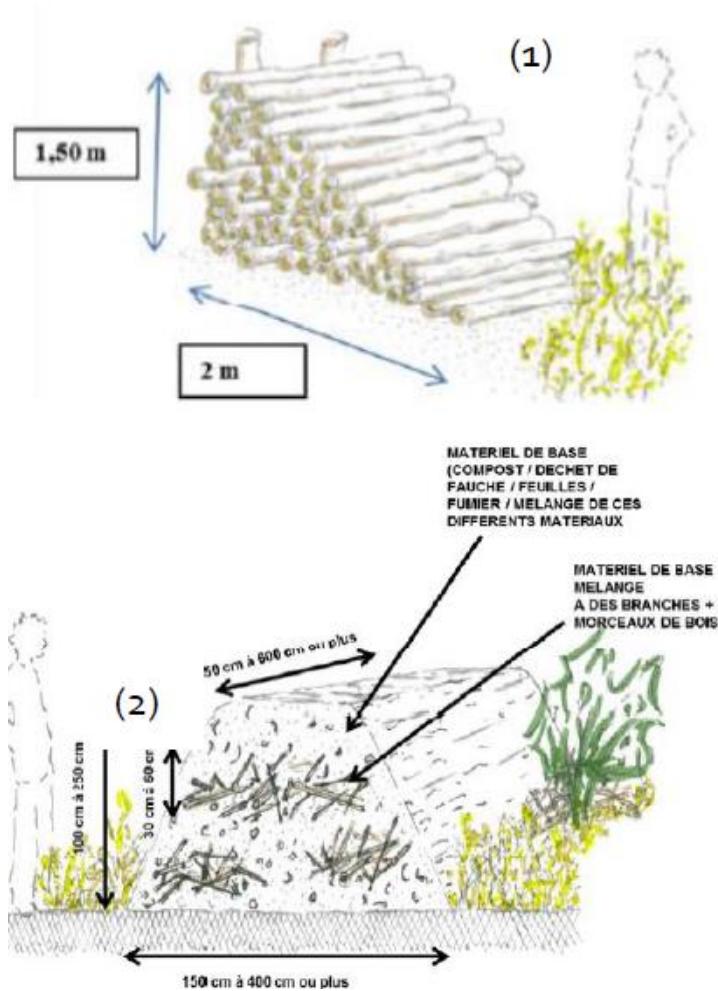 (1)
1,50 m
2 m
MATERIEL DE BASE
(COMPOST / DECHET DE
FAUCHE / FEUILLES /
FUMIER / MELANGE DE CES
DIFFERENTS MATERIAUX
MATERIEL DE BASE
MELANGE
A DES BRANCHES +
MORCEAUX DE BOIS
50 cm à 600 cm ou plus
(2)
100 cm à 250 cm
30 cm à 60 cm
150 cm à 400 cm ou plus